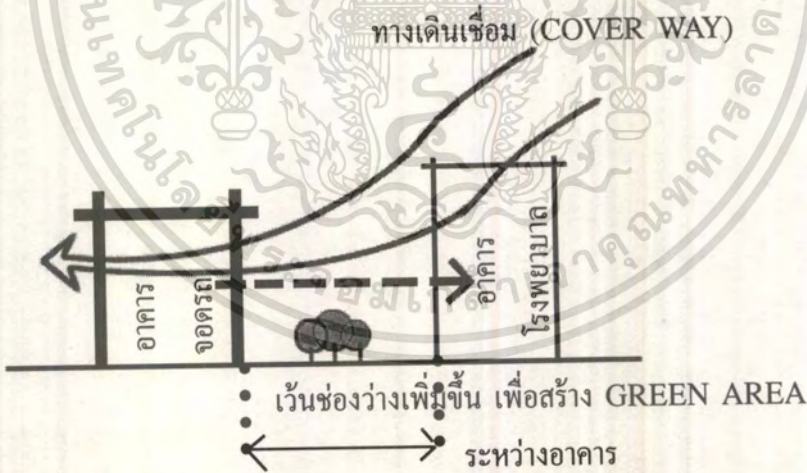 ทางเดินเชื่อม (COVER WAY)
อาคาร
จอดรถ
อาคาร
โรงพยาบาล
เว้นช่องว่างเพิ่มขึ้น เพื่อสร้าง GREEN AREA
ระหว่างอาคาร